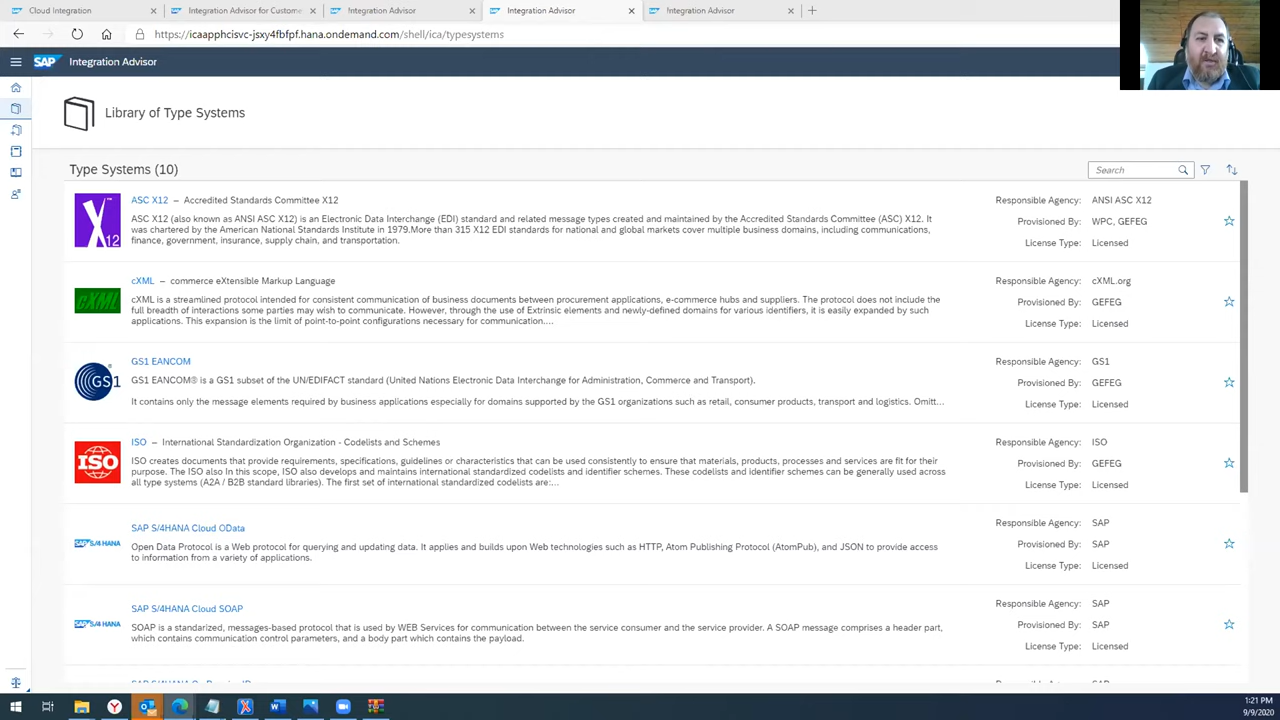 Cloud Integration
Integration Advisor for Custome
Integration Advisor
Integration Advisor
Integration Advisor
https://icaapphcisvc-jsxy4fbfpf.hana.ondemand.com/shell/ica/typesystems
SAP Integration Advisor
Library of Type Systems
Type Systems (10)
Search
X12
ASC X12 – Accredited Standards Committee X12
ASC X12 (also known as ANSI ASC X12) is an Electronic Data Interchange (EDI) standard and related message types created and maintained by the Accredited Standards Committee (ASC) X12. It
was chartered by the American National Standards Institute in 1979.More than 315 X12 EDI standards for national and global markets cover multiple business domains, including communications,
finance, government, insurance, supply chain, and transportation.
Responsible Agency: ANSI ASC X12
Provisioned By: WPC, GEFEG
License Type: Licensed
cXML
cXML – commerce eXtensible Markup Language
cXML is a streamlined protocol intended for consistent communication of business documents between procurement applications, e-commerce hubs and suppliers. The protocol does not include the
full breadth of interactions some parties may wish to communicate. However, through the use of Extrinsic elements and newly-defined domains for various identifiers, it is easily expanded by such
applications. This expansion is the limit of point-to-point configurations necessary for communication....
Responsible Agency: cXML.org
Provisioned By: GEFEG
License Type: Licensed
GS1
GS1 EANCOM
GS1 EANCOM® is a GS1 subset of the UN/EDIFACT standard (United Nations Electronic Data Interchange for Administration, Commerce and Transport).
It contains only the message elements required by business applications especially for domains supported by the GS1 organizations such as retail, consumer products, transport and logistics. Omitt...
Responsible Agency: GS1
Provisioned By: GEFEG
License Type: Licensed
ISO
ISO – International Standardization Organization - Codelists and Schemes
ISO creates documents that provide requirements, specifications, guidelines or characteristics that can be used consistently to ensure that materials, products, processes and services are fit for their
purpose. The ISO also In this scope, ISO also develops and maintains international standardized codelists and identifier schemes. These codelists and identifier schemes can be generally used across
all type systems (A2A / B2B standard libraries). The first set of international standardized codelists are:...
Responsible Agency: ISO
Provisioned By: GEFEG
License Type: Licensed
SAP S/4HANA
SAP S/4HANA Cloud OData
Open Data Protocol is a Web protocol for querying and updating data. It applies and builds upon Web technologies such as HTTP, Atom Publishing Protocol (AtomPub), and JSON to provide access
to information from a variety of applications.
Responsible Agency: SAP
Provisioned By: SAP
License Type: Licensed
SAP S/4HANA
SAP S/4HANA Cloud SOAP
SOAP is a standarized, messages-based protocol that is used by WEB Services for communication between the service consumer and the service provider. A SOAP message comprises a header part,
which contains communication control parameters, and a body part which contains the payload.
Responsible Agency: SAP
Provisioned By: SAP
License Type: Licensed
1:21 PM
9/9/2020